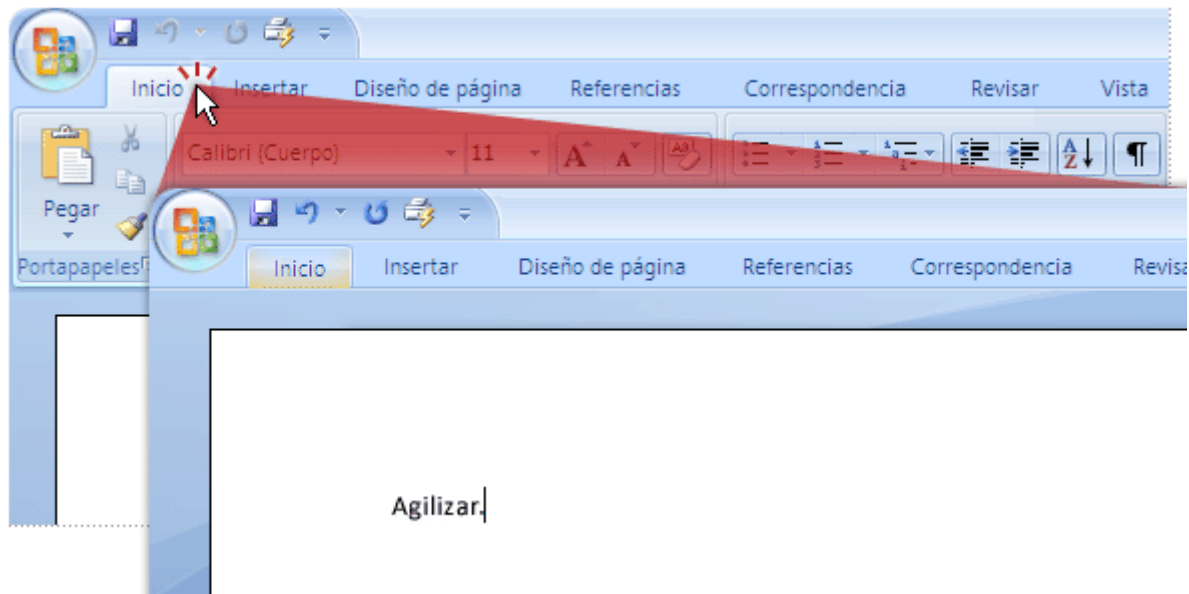 Inicio Insertar Diseño de página Referencias Correspondencia Revisar Vista
Calibri (Cuerpo) 11
Pegar
Portapapeles
Inicio Insertar Diseño de página Referencias Correspondencia Revisa
Agilizar.